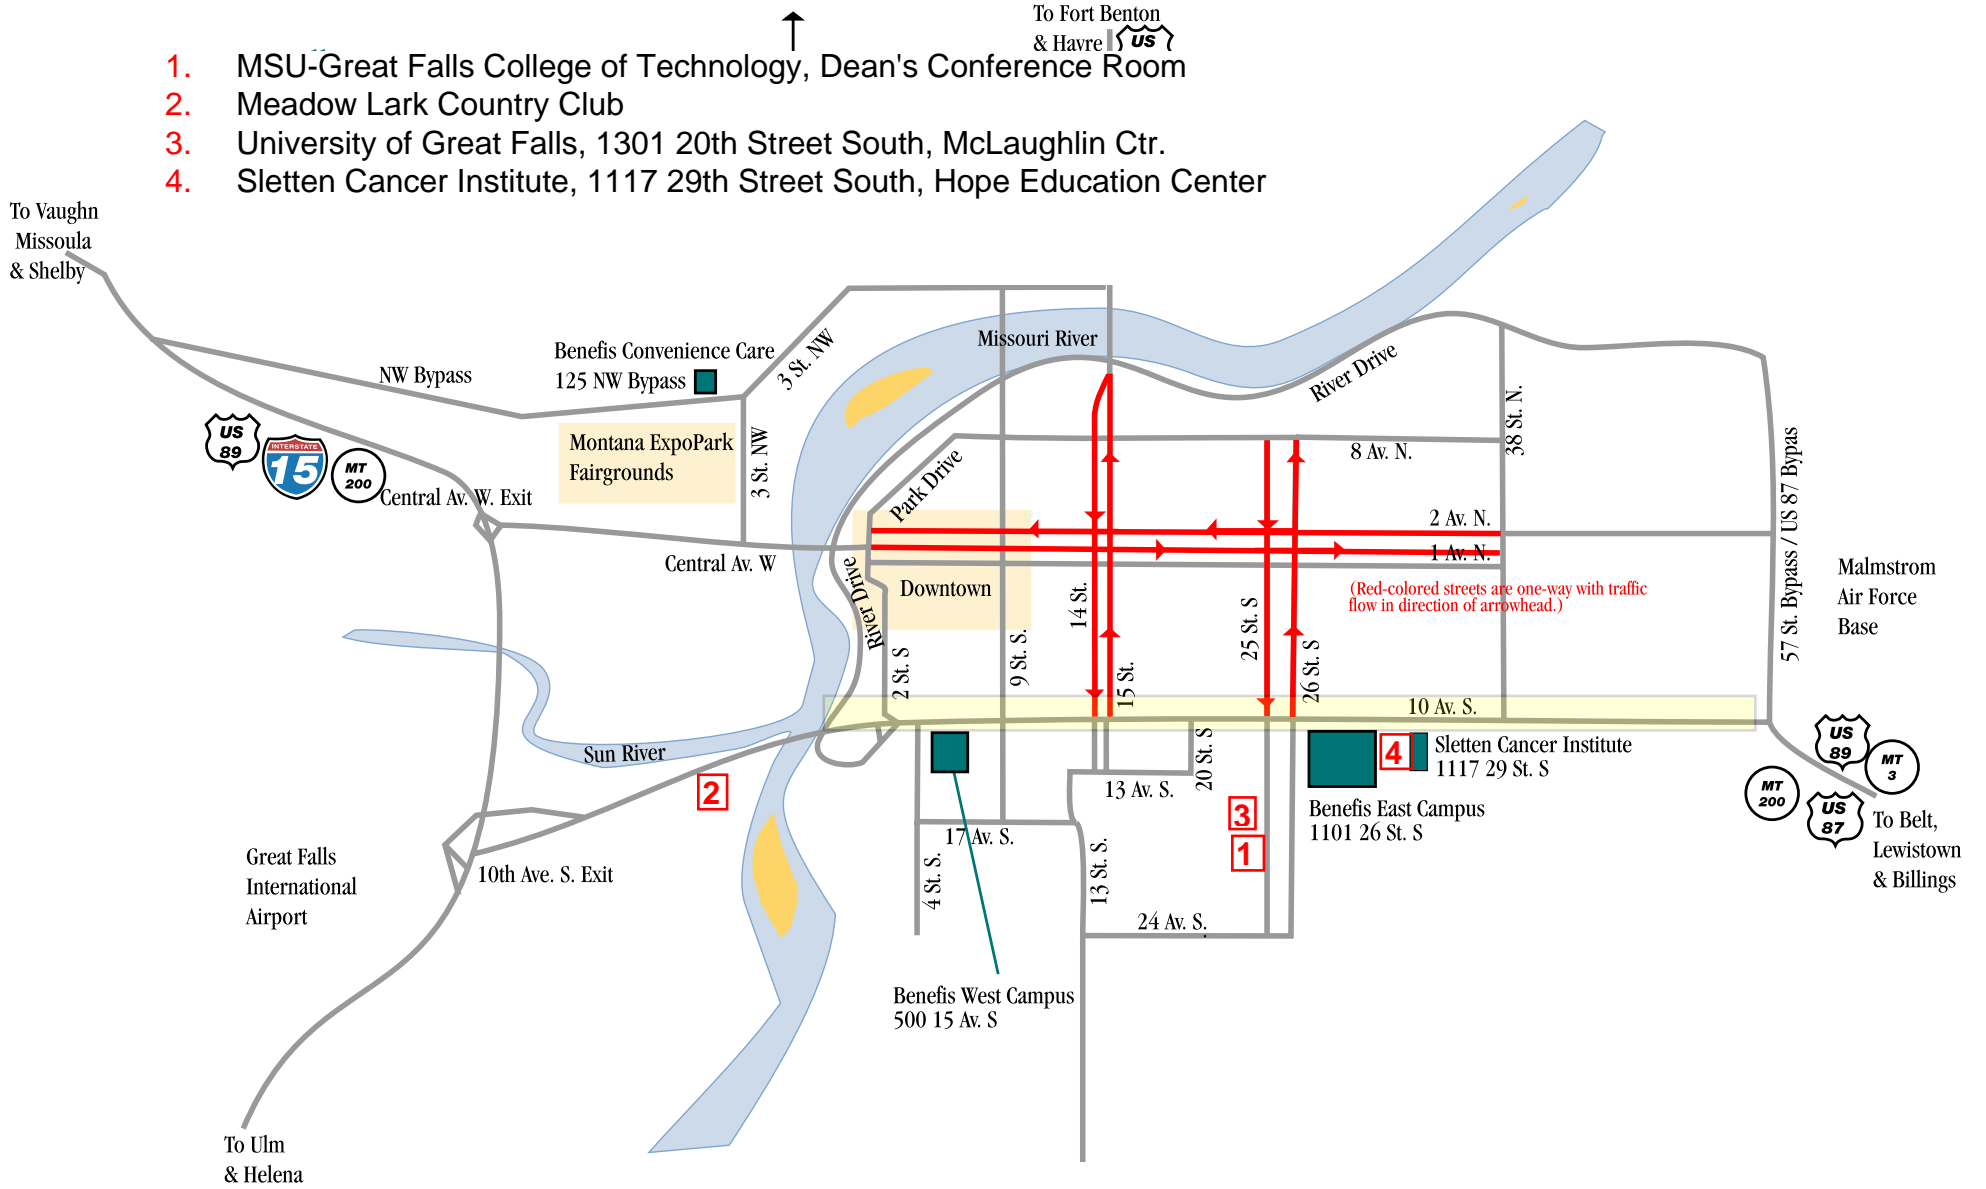 To Fort Benton
& Havre
US
1. MSU-Great Falls College of Technology, Dean's Conference Room
2. Meadow Lark Country Club
3. University of Great Falls, 1301 20th Street South, McLaughlin Ctr.
4. Sletten Cancer Institute, 1117 29th Street South, Hope Education Center
To Vaughn
Missoula
& Shelby
NW Bypass
Benefis Convenience Care
125 NW Bypass
3 St. NW
Missouri River
River Drive
38 St. N.
US
89
INTERSTATE
15
MT
200
Montana ExpoPark
Fairgrounds
3 St. NW
Park Drive
8 Av. N.
Central Av. W. Exit
2 Av. N.
1 Av. N.
Central Av. W
River Drive
Downtown
14 St.
(Red-colored streets are one-way with traffic
flow in direction of arrowhead.)
57 St. Bypass / US 87 Bypas
Malmstrom
Air Force
Base
2 St. S
9 St. S.
15 St.
25 St. S
26 St. S
10 Av. S.
Sun River
2
20 St. S
13 Av. S.
4
Sletten Cancer Institute
1117 29 St. S
US
89
MT
3
MT
200
US
87
3
1
Benefis East Campus
1101 26 St. S
To Belt,
Lewistown
& Billings
17 Av. S.
4 St. S.
13 St. S.
24 Av. S.
Great Falls
International
Airport
10th Ave. S. Exit
Benefis West Campus
500 15 Av. S
To Ulm
& Helena